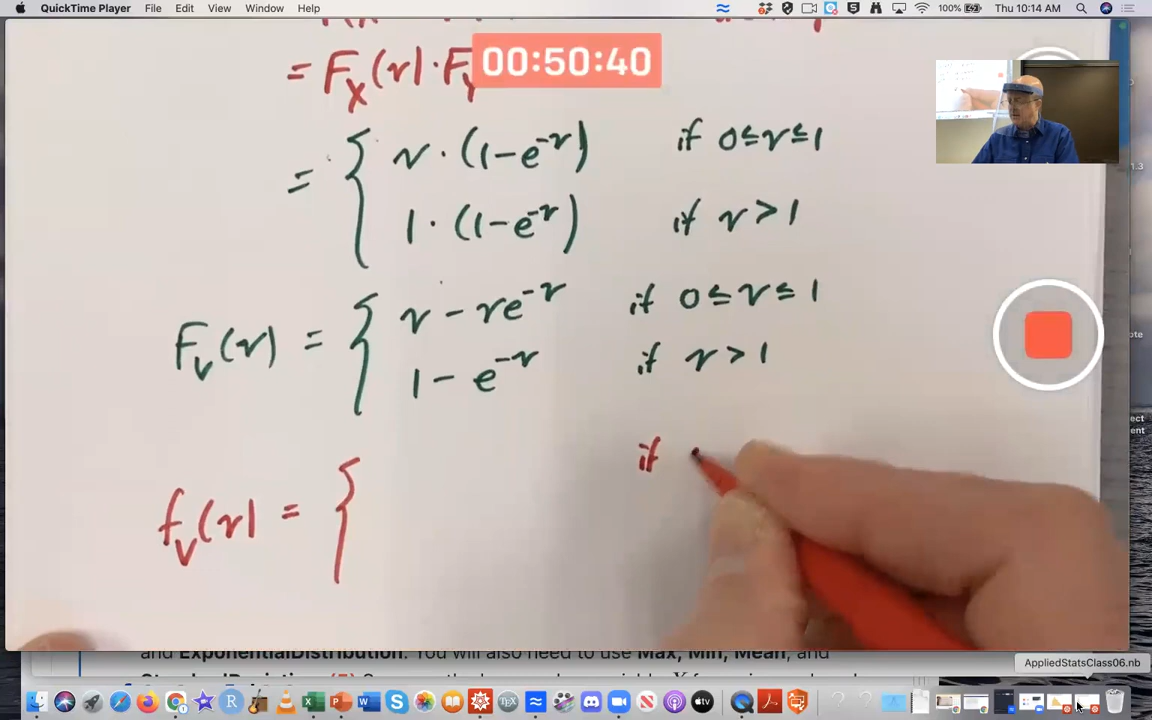 QuickTime Player File Edit View Window Help 100% Thu 10:14 AM
00:50:40
= F_X(v)·F_Y
= { v·(1-e^{-v}) if 0≤v≤1
1·(1-e^{-v}) if v>1
F_V(v) = { v-ve^{-v} if 0≤v≤1
1-e^{-v} if v>1
if
f_V(v) = {
and ExponentialDistribution. You will also need to use Max, Min, Mean, and
AppliedStatsClass06.nb